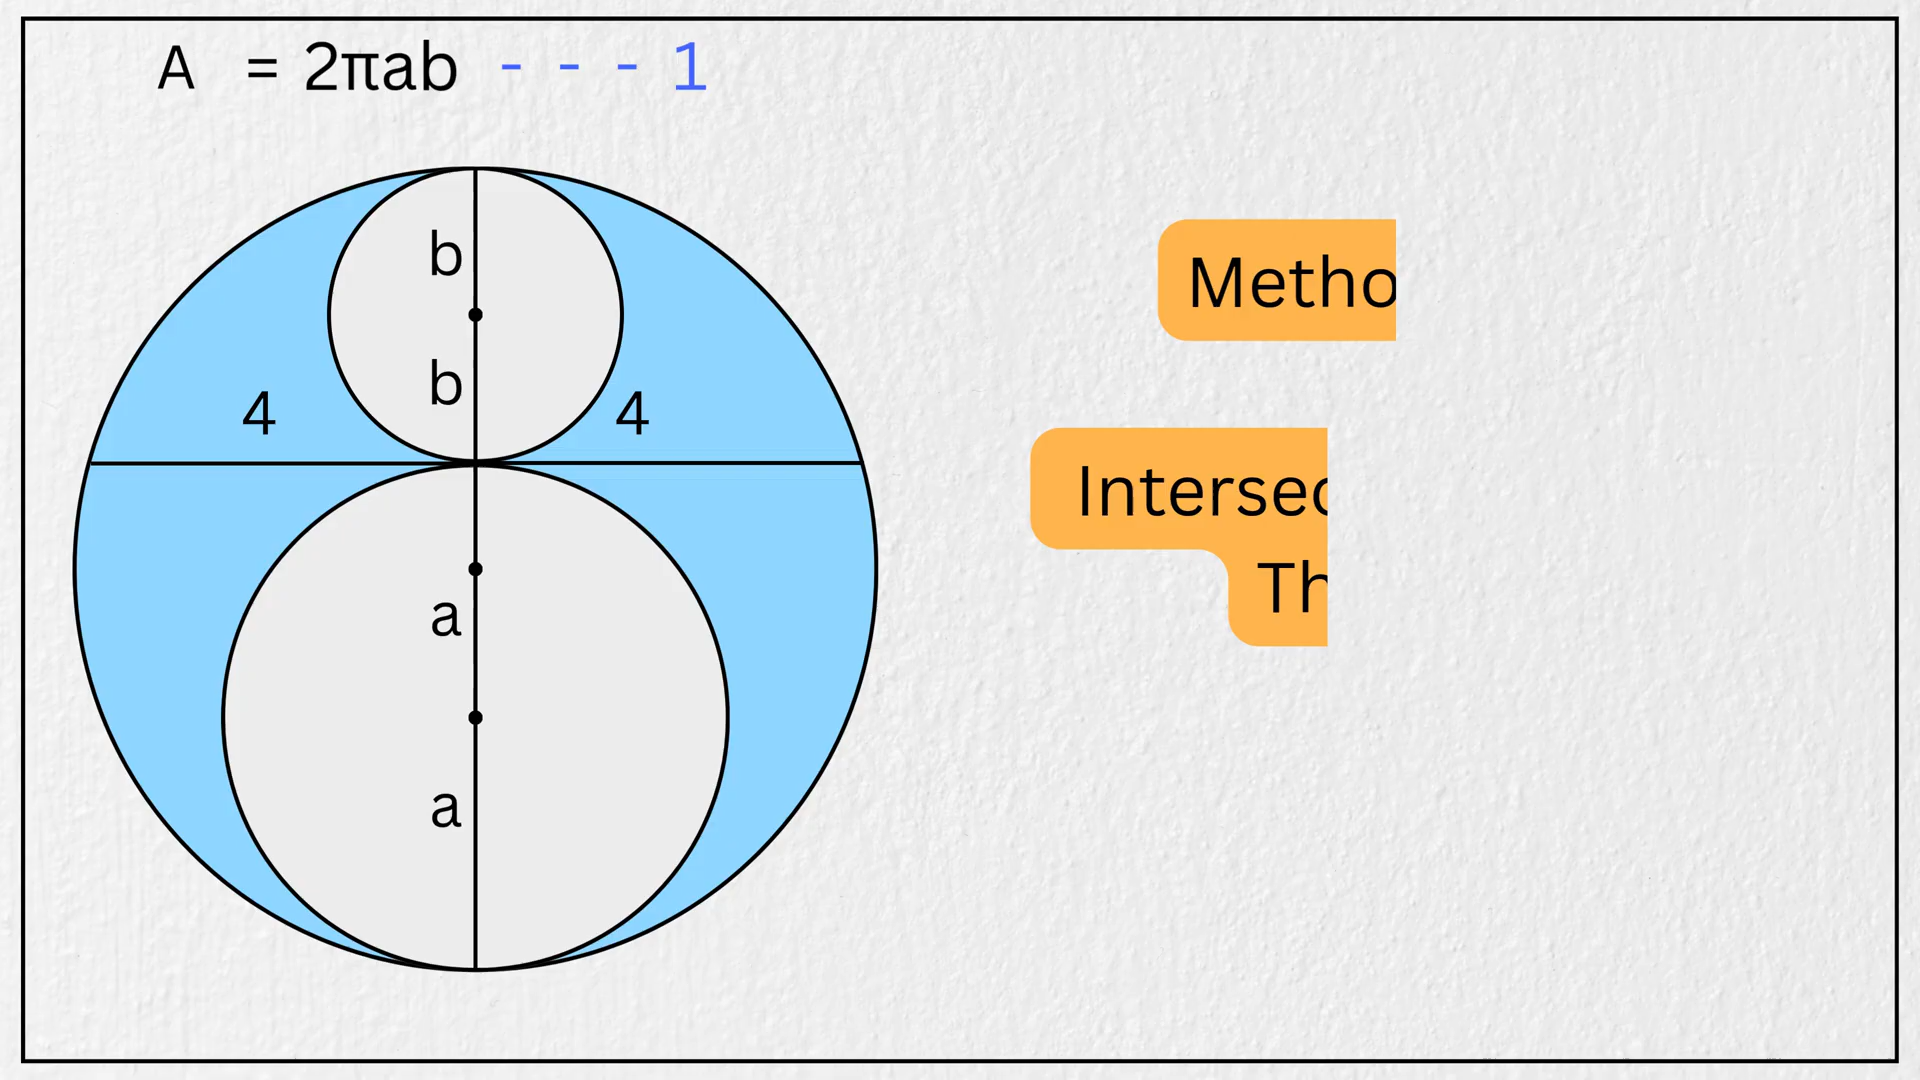 A = 2πab - - - 1
b
b
4 4
a
a
Metho
Intersec
Th